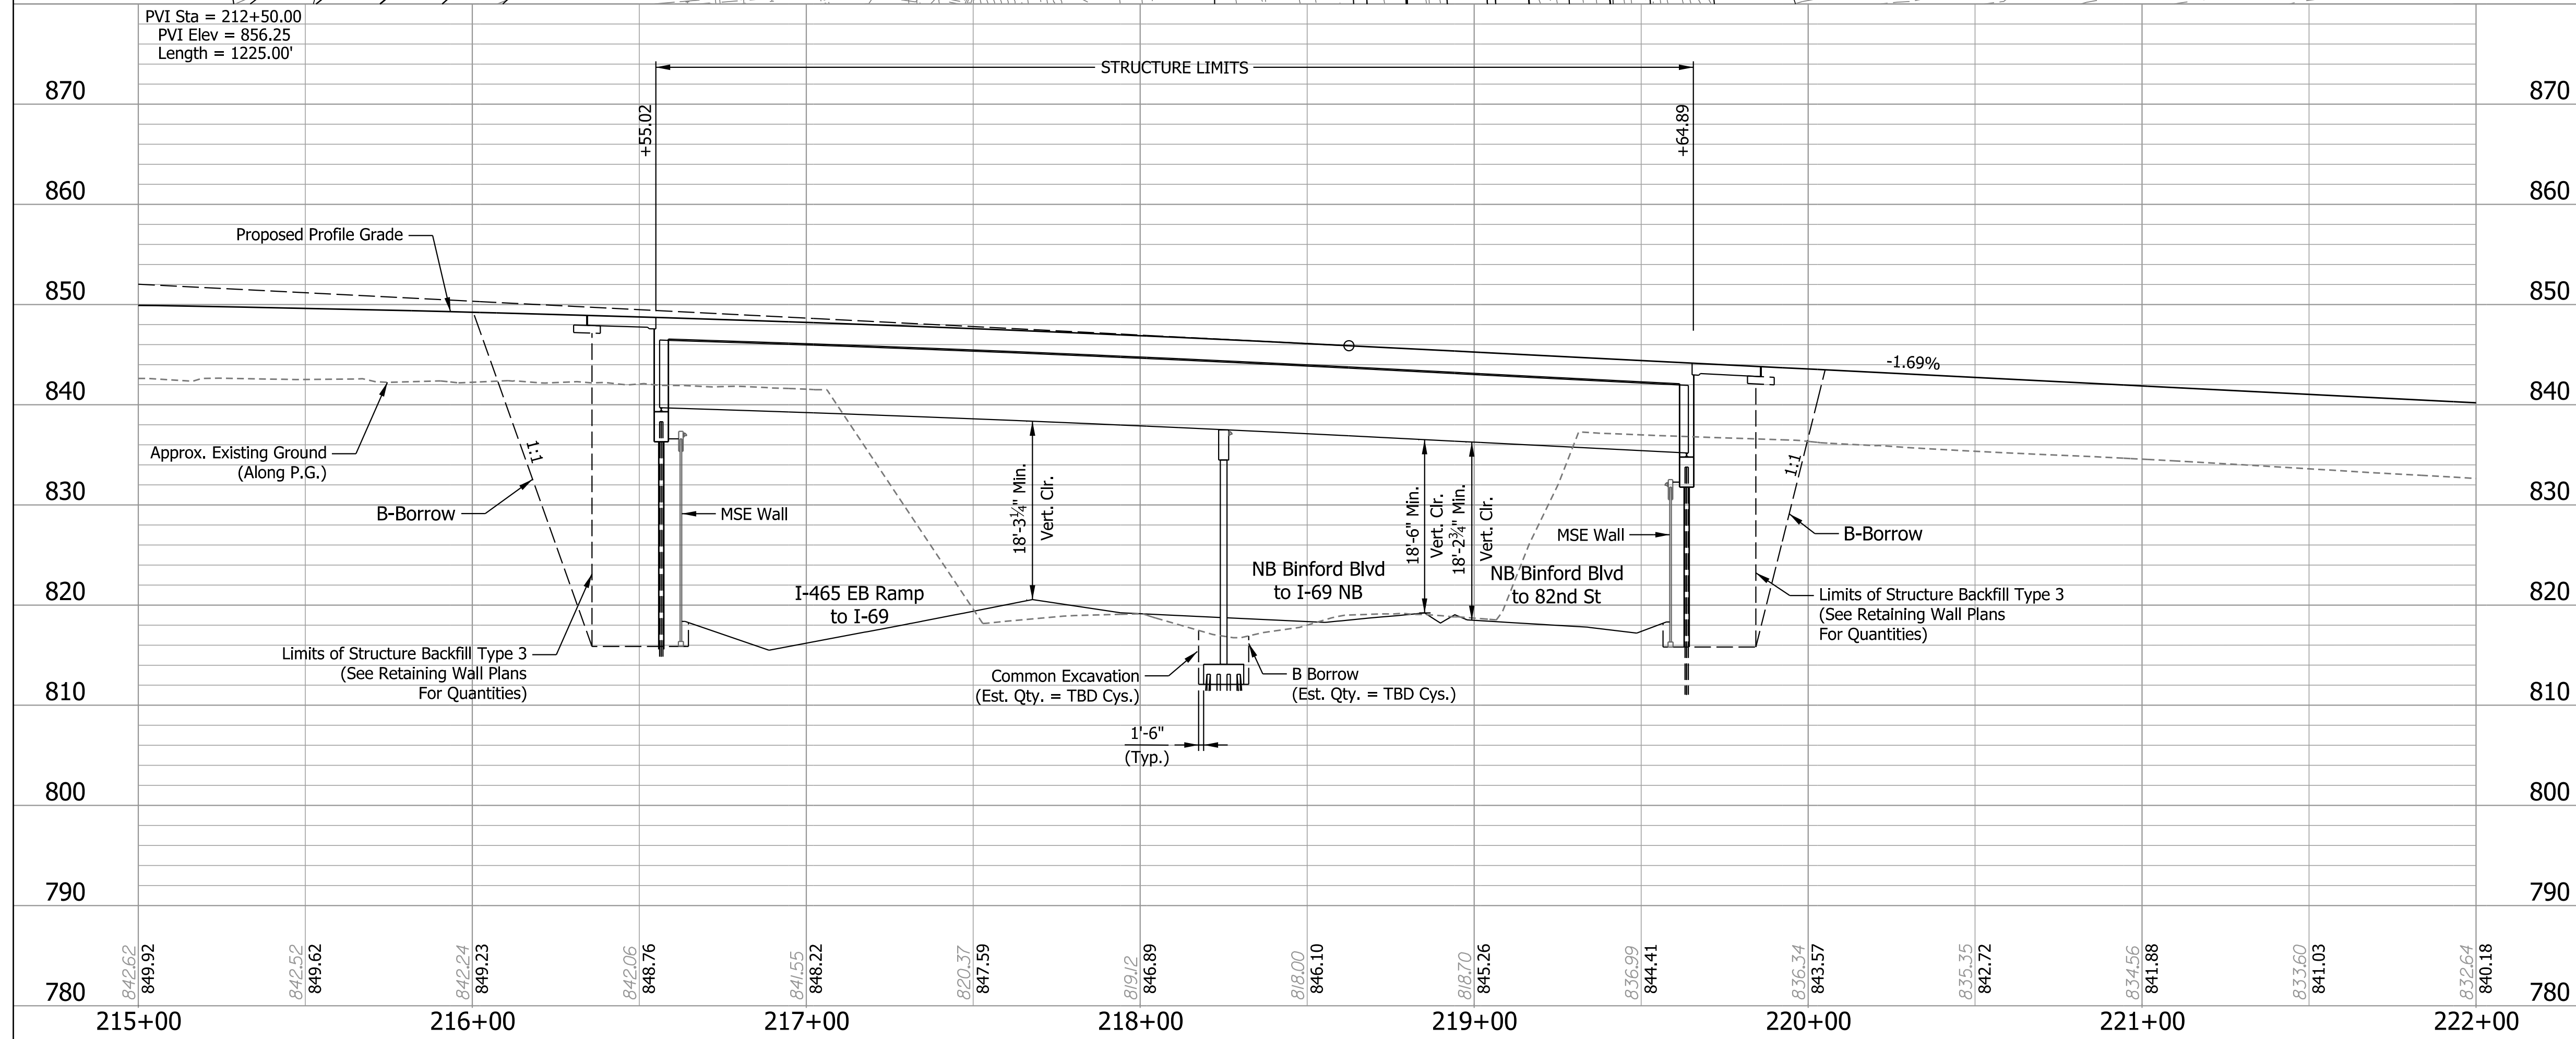 PVI Sta = 212+50.00
PVI Elev = 856.25
Length = 1225.00'
STRUCTURE LIMITS
+55.02
+64.89
870
870
860
860
850
850
840
840
830
830
820
820
810
810
800
800
790
790
780
780
Proposed Profile Grade
-1.69%
Approx. Existing Ground
(Along P.G.)
1:1
B-Borrow
MSE Wall
18'-3¼" Min.
Vert. Clr.
18'-6" Min.
Vert. Clr.
18'-2¾" Min.
Vert. Clr.
MSE Wall
1:1
B-Borrow
I-465 EB Ramp
to I-69
NB Binford Blvd
to I-69 NB
NB Binford Blvd
to 82nd St
Limits of Structure Backfill Type 3
(See Retaining Wall Plans
For Quantities)
Limits of Structure Backfill Type 3
(See Retaining Wall Plans
For Quantities)
Common Excavation
(Est. Qty. = TBD Cys.)
B Borrow
(Est. Qty. = TBD Cys.)
1'-6"
(Typ.)
842.62
849.92
842.52
849.62
842.24
849.23
842.06
848.76
841.55
848.22
820.37
847.59
819.12
846.89
818.00
846.10
818.70
845.26
836.99
844.41
836.34
843.57
835.35
842.72
834.56
841.88
833.60
841.03
832.64
840.18
215+00
216+00
217+00
218+00
219+00
220+00
221+00
222+00